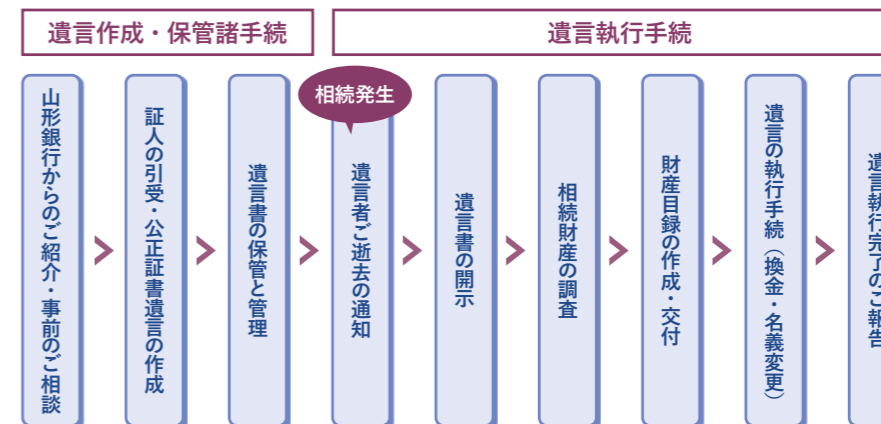 遺言作成・保管諸手続
遺言執行手続
山形銀行からのご紹介・事前のご相談
証人の引受・公正証書遺言の作成
遺言書の保管と管理
相続発生
遺言者ご逝去の通知
遺言書の開示
相続財産の調査
財産目録の作成・交付
遺言の執行手続（換金・名義変更）
遺言執行完了のご報告